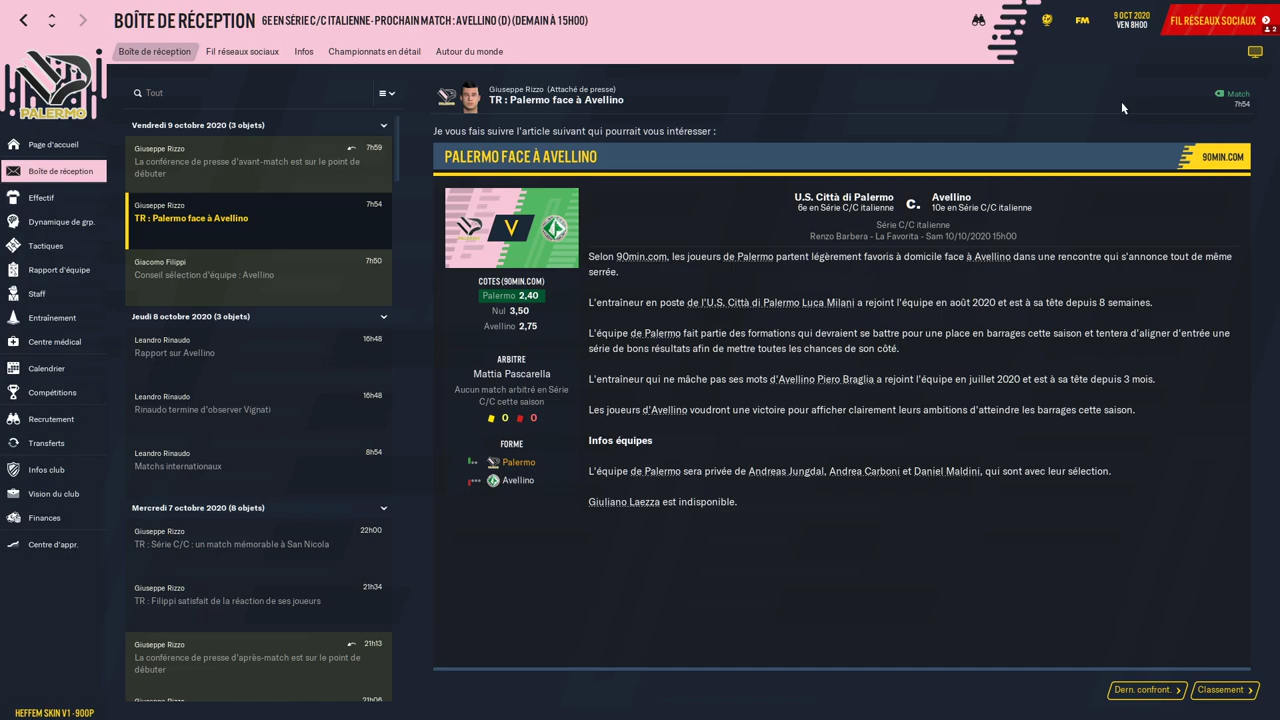 BOÎTE DE RÉCEPTION
6E EN SÉRIE C/C ITALIENNE- PROCHAIN MATCH : AVELLINO (D) (DEMAIN À 15H00)
FM
9 OCT 2020
VEN 8H00
FIL RÉSEAUX SOCIAUX
2
Boîte de réception
Fil réseaux sociaux
Infos
Championnats en détail
Autour du monde
PALERMO
Page d'accueil
Boîte de réception
Effectif
Dynamique de grp.
Tactiques
Rapport d'équipe
Staff
Entraînement
Centre médical
Calendrier
Compétitions
Recrutement
Transferts
Infos club
Vision du club
Finances
Centre d'appr.
HEFFEM SKIN V1 -900P
Tout
Vendredi 9 octobre 2020 (3 objets)
Giuseppe Rizzo 7h59
La conférence de presse d'avant-match est sur le point de
débuter
Giuseppe Rizzo 7h54
TR : Palermo face à Avellino
Giacomo Filippi 7h50
Conseil sélection d'équipe : Avellino
Jeudi 8 octobre 2020 (3 objets)
Leandro Rinaudo 16h48
Rapport sur Avellino
Leandro Rinaudo 16h48
Rinaudo termine d'observer Vignati
Leandro Rinaudo 8h54
Matchs internationaux
Mercredi 7 octobre 2020 (8 objets)
Giuseppe Rizzo 22h00
TR : Série C/C : un match mémorable à San Nicola
Giuseppe Rizzo 21h34
TR : Filippi satisfait de la réaction de ses joueurs
Giuseppe Rizzo 21h13
La conférence de presse d'après-match est sur le point de
débuter
Giuseppe Rizzo 21h06
Giuseppe Rizzo (Attaché de presse)
TR : Palermo face à Avellino
Match
7h54
Je vous fais suivre l'article suivant qui pourrait vous intéresser :
PALERMO FACE À AVELLINO
90MIN.COM
V
COTES (90MIN.COM)
Palermo 2,40
Nul 3,50
Avellino 2,75
ARBITRE
Mattia Pascarella
Aucun match arbitré en Série
C/C cette saison
0 0
FORME
Palermo
Avellino
U.S. Città di Palermo c. Avellino
6e en Série C/C italienne 10e en Série C/C italienne
Série C/C italienne
Renzo Barbera - La Favorita - Sam 10/10/2020 15h00
Selon 90min.com, les joueurs de Palermo partent légèrement favoris à domicile face à Avellino dans une rencontre qui s'annonce tout de même
serrée.
L'entraîneur en poste de l'U.S. Città di Palermo Luca Milani a rejoint l'équipe en août 2020 et est à sa tête depuis 8 semaines.
L'équipe de Palermo fait partie des formations qui devraient se battre pour une place en barrages cette saison et tentera d'aligner d'entrée une
série de bons résultats afin de mettre toutes les chances de son côté.
L'entraîneur qui ne mâche pas ses mots d'Avellino Piero Braglia a rejoint l'équipe en juillet 2020 et est à sa tête depuis 3 mois.
Les joueurs d'Avellino voudront une victoire pour afficher clairement leurs ambitions d'atteindre les barrages cette saison.
Infos équipes
L'équipe de Palermo sera privée de Andreas Jungdal, Andrea Carboni et Daniel Maldini, qui sont avec leur sélection.
Giuliano Laezza est indisponible.
Dern. confront.
Classement